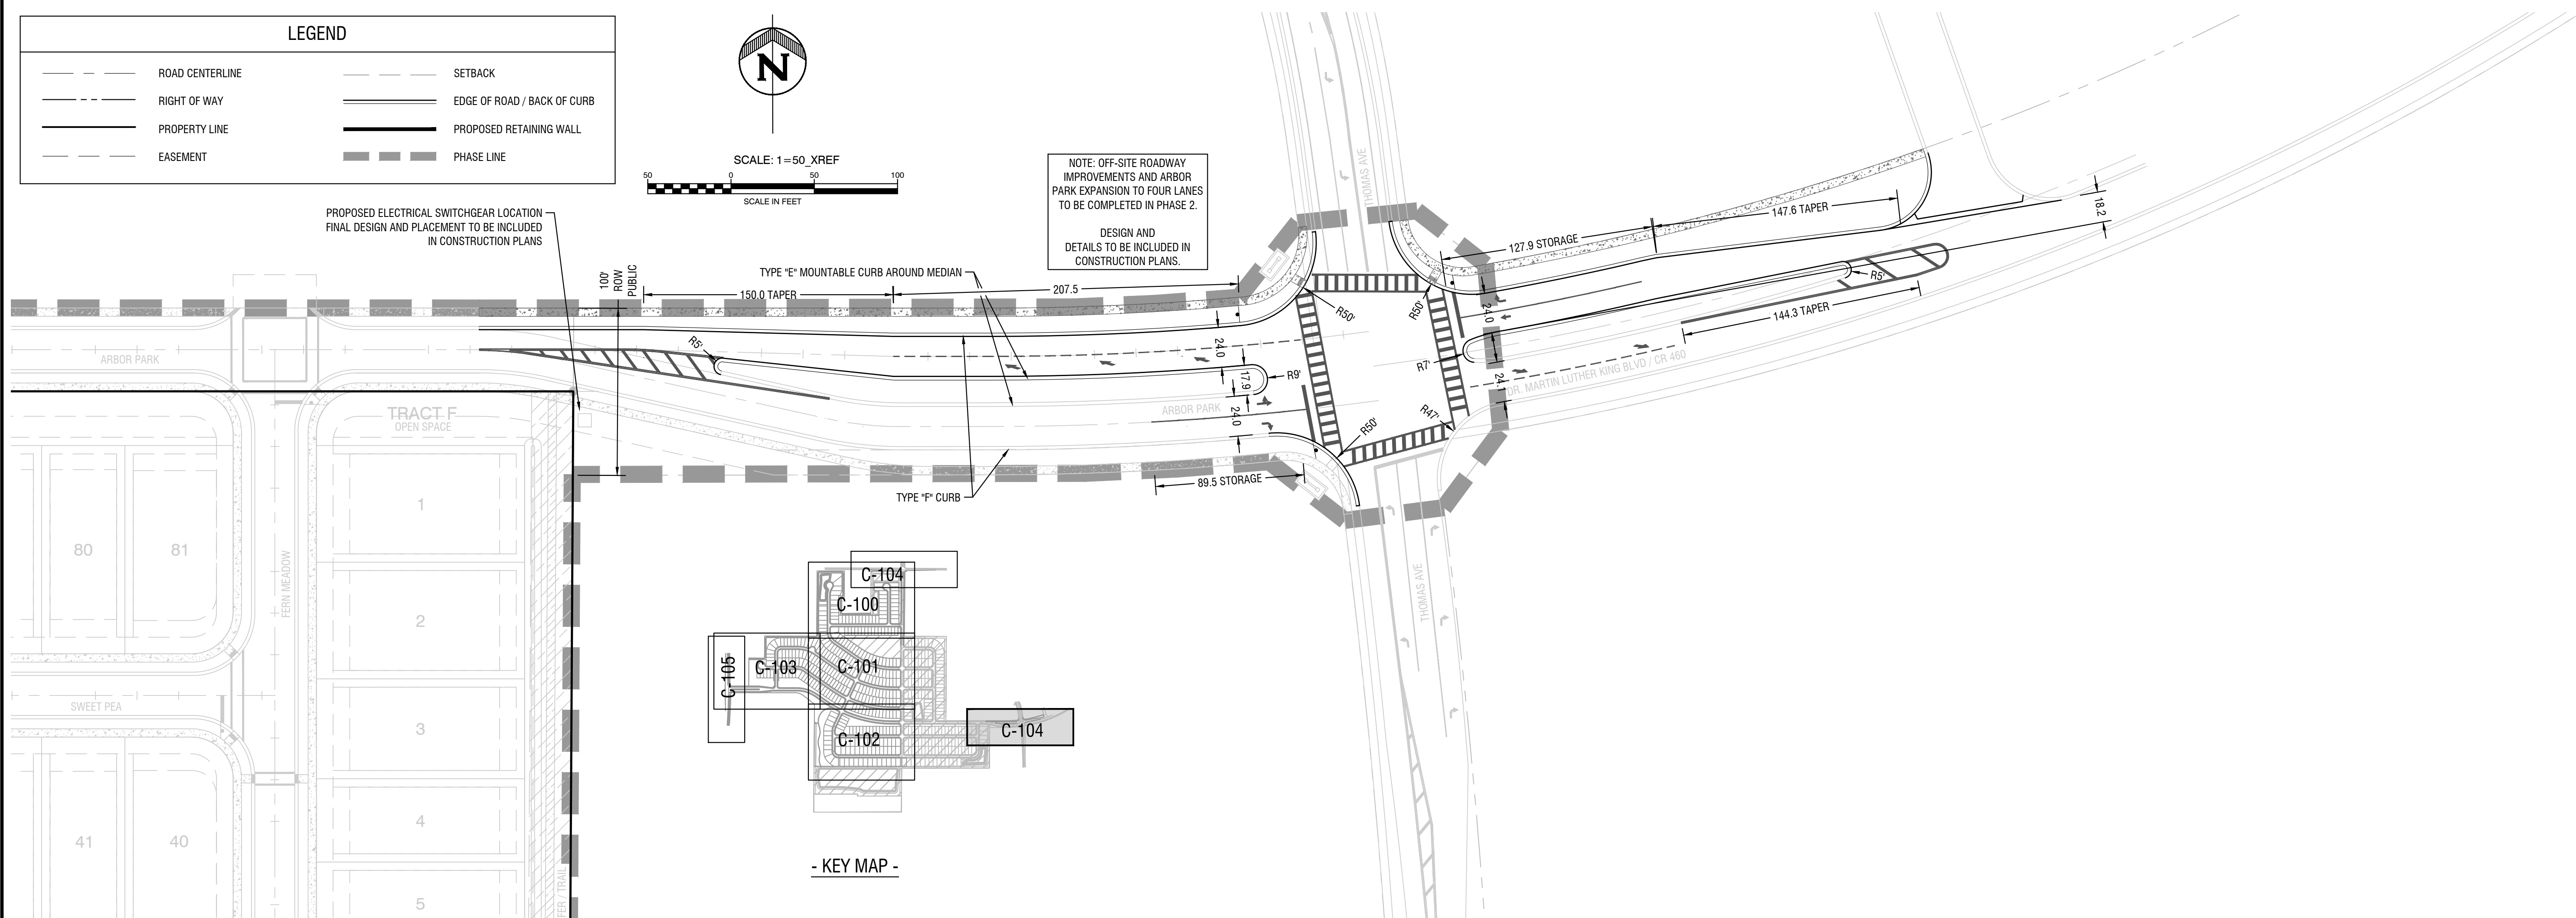 LEGEND
ROAD CENTERLINE
RIGHT OF WAY
PROPERTY LINE
EASEMENT
SETBACK
EDGE OF ROAD / BACK OF CURB
PROPOSED RETAINING WALL
PHASE LINE
N
SCALE: 1=50_XREF
50 0 50 100
SCALE IN FEET
NOTE: OFF-SITE ROADWAY
IMPROVEMENTS AND ARBOR
PARK EXPANSION TO FOUR LANES
TO BE COMPLETED IN PHASE 2.
DESIGN AND
DETAILS TO BE INCLUDED IN
CONSTRUCTION PLANS.
PROPOSED ELECTRICAL SWITCHGEAR LOCATION
FINAL DESIGN AND PLACEMENT TO BE INCLUDED
IN CONSTRUCTION PLANS
100'
ROW
PUBLIC
TYPE "E" MOUNTABLE CURB AROUND MEDIAN
150.0 TAPER
207.5
THOMAS AVE
127.9 STORAGE
147.6 TAPER
18.2
R50'
R50'
24.0
R5'
144.3 TAPER
R7'
24.1
DR. MARTIN LUTHER KING BLVD / CR 460
R47'
R50'
ARBOR PARK
R5'
24.0
17.9
R9'
ARBOR PARK
24.0
89.5 STORAGE
TYPE "F" CURB
TRACT F
OPEN SPACE
FERN MEADOW
SWEET PEA
80
81
41
40
1
2
3
4
5
FER / TRAIL
THOMAS AVE
C-104
C-100
C-105
C-103
C-101
C-102
C-104
- KEY MAP -